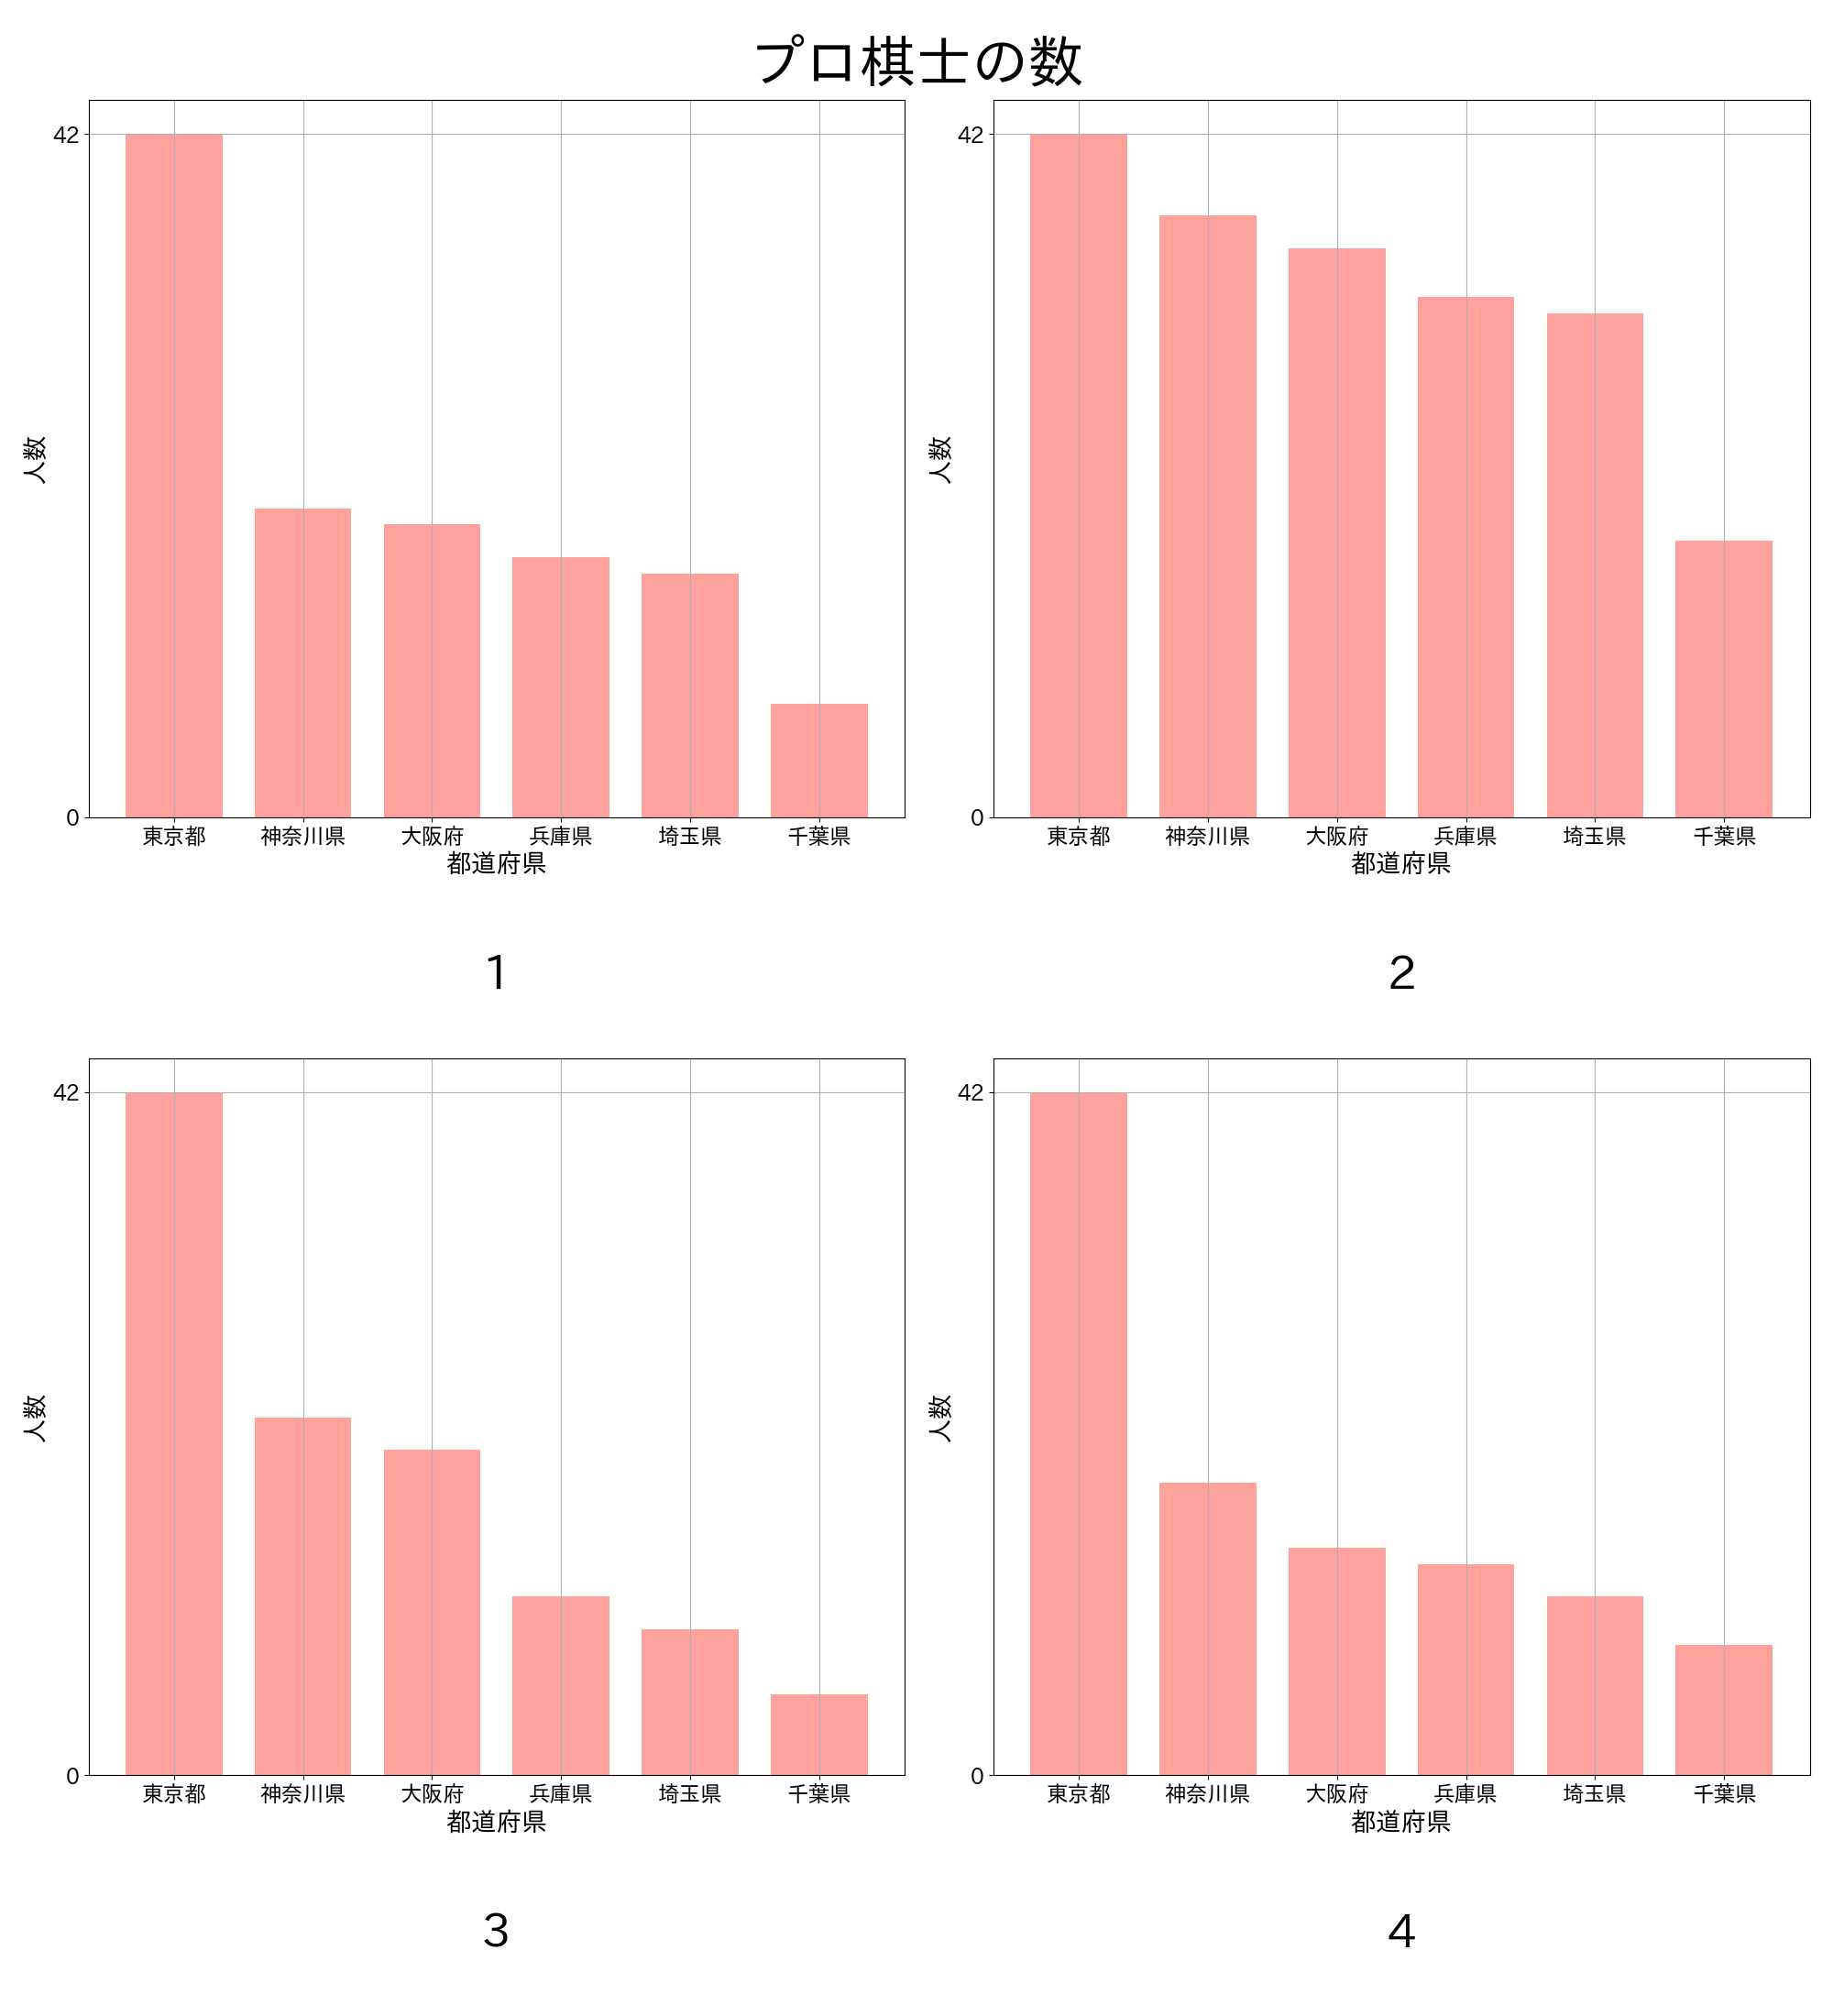 プロ棋士の数
42
0
人数
東京都 神奈川県 大阪府 兵庫県 埼玉県 千葉県
都道府県
1
42
0
人数
東京都 神奈川県 大阪府 兵庫県 埼玉県 千葉県
都道府県
2
42
0
人数
東京都 神奈川県 大阪府 兵庫県 埼玉県 千葉県
都道府県
3
42
0
人数
東京都 神奈川県 大阪府 兵庫県 埼玉県 千葉県
都道府県
4